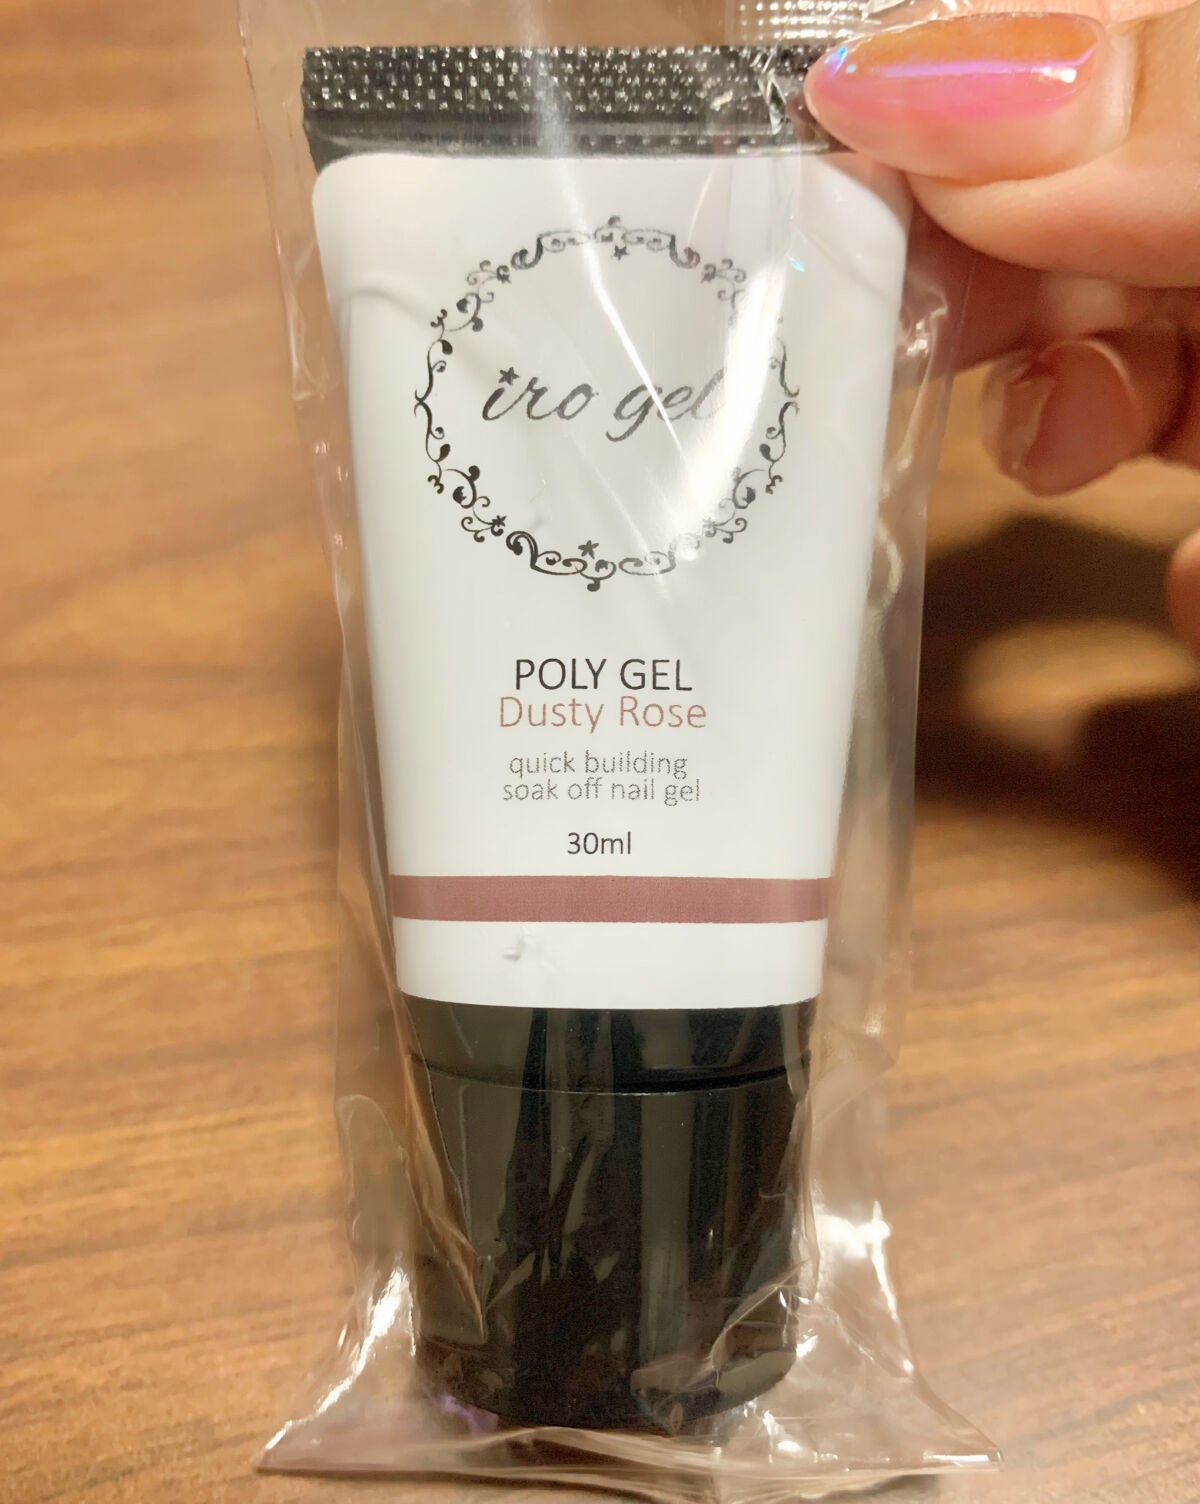 iro gel
POLY GEL
Dusty Rose
quick building
soak off nail gel
30ml